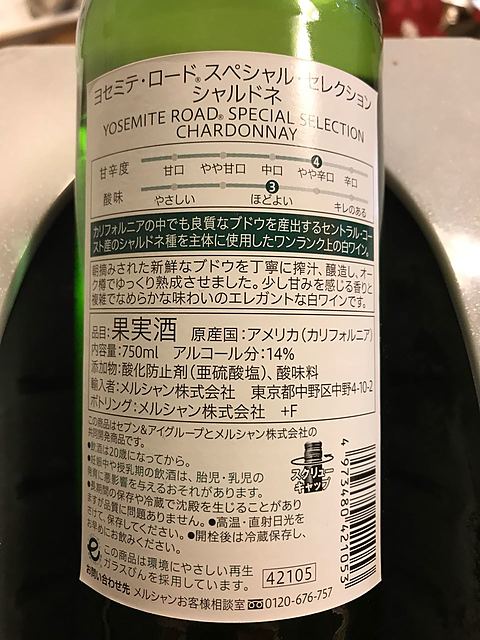 ヨセミテ・ロード® スペシャル・セレクション
シャルドネ
YOSEMITE ROAD® SPECIAL SELECTION
CHARDONNAY
甘辛度 4
甘口 やや甘口 中口 やや辛口 辛口
酸味 3
やさしい ほどよい キレのある
カリフォルニアの中でも良質なブドウを産出するセントラル・コー
スト産のシャルドネ種を主体に使用したワンランク上の白ワイン。
朝摘みされた新鮮なブドウを丁寧に搾汁、醸造し、オー
ク樽でゆっくり熟成させました。少し甘みを感じる香りと
複雑でなめらかな味わいのエレガントな白ワインです。
品目:果実酒 原産国:アメリカ(カリフォルニア)
内容量:750ml アルコール分:14%
添加物:酸化防止剤(亜硫酸塩)、酸味料
輸入者:メルシャン株式会社 東京都中野区中野4-10-2
ボトリング:メルシャン株式会社 +F
この商品はセブン&アイグループとメルシャン株式会社の
共同開発商品です。
●飲酒は20歳になってから。
●妊娠中や授乳期の飲酒は、胎児・乳児の
発育に悪影響を与えるおそれがあります。
●長期間の保存や冷蔵で沈殿を生じることがあり
ますが品質に問題ありません。●高温・直射日光を
さけて、保存してください。●開栓後は冷蔵保存し、
お早めにお飲みください。
スクリュー
キャップ
この商品は環境にやさしい再生
ガラスびんを採用しています。
42105
お問い合わせ先 メルシャンお客様相談室 0120-676-757
4 973480 421053